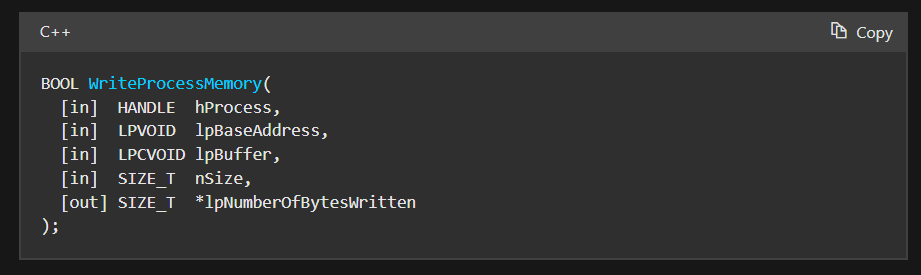 C++
Copy
BOOL WriteProcessMemory(
  [in]  HANDLE  hProcess,
  [in]  LPVOID  lpBaseAddress,
  [in]  LPCVOID lpBuffer,
  [in]  SIZE_T  nSize,
  [out] SIZE_T  *lpNumberOfBytesWritten
);